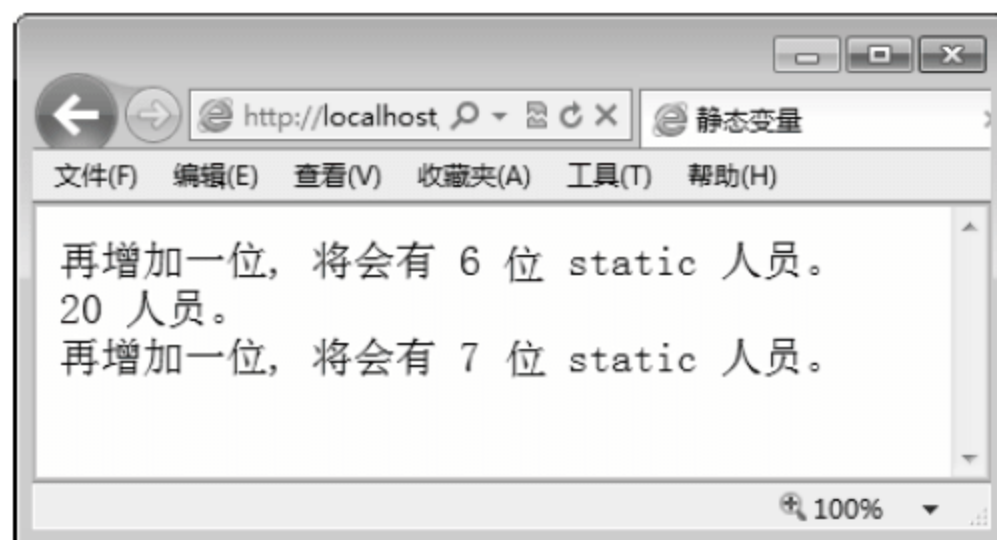 http://localhost
静态变量
文件(F) 编辑(E) 查看(V) 收藏夹(A) 工具(T) 帮助(H)
再增加一位, 将会有 6 位 static 人员。
20 人员。
再增加一位, 将会有 7 位 static 人员。
100%